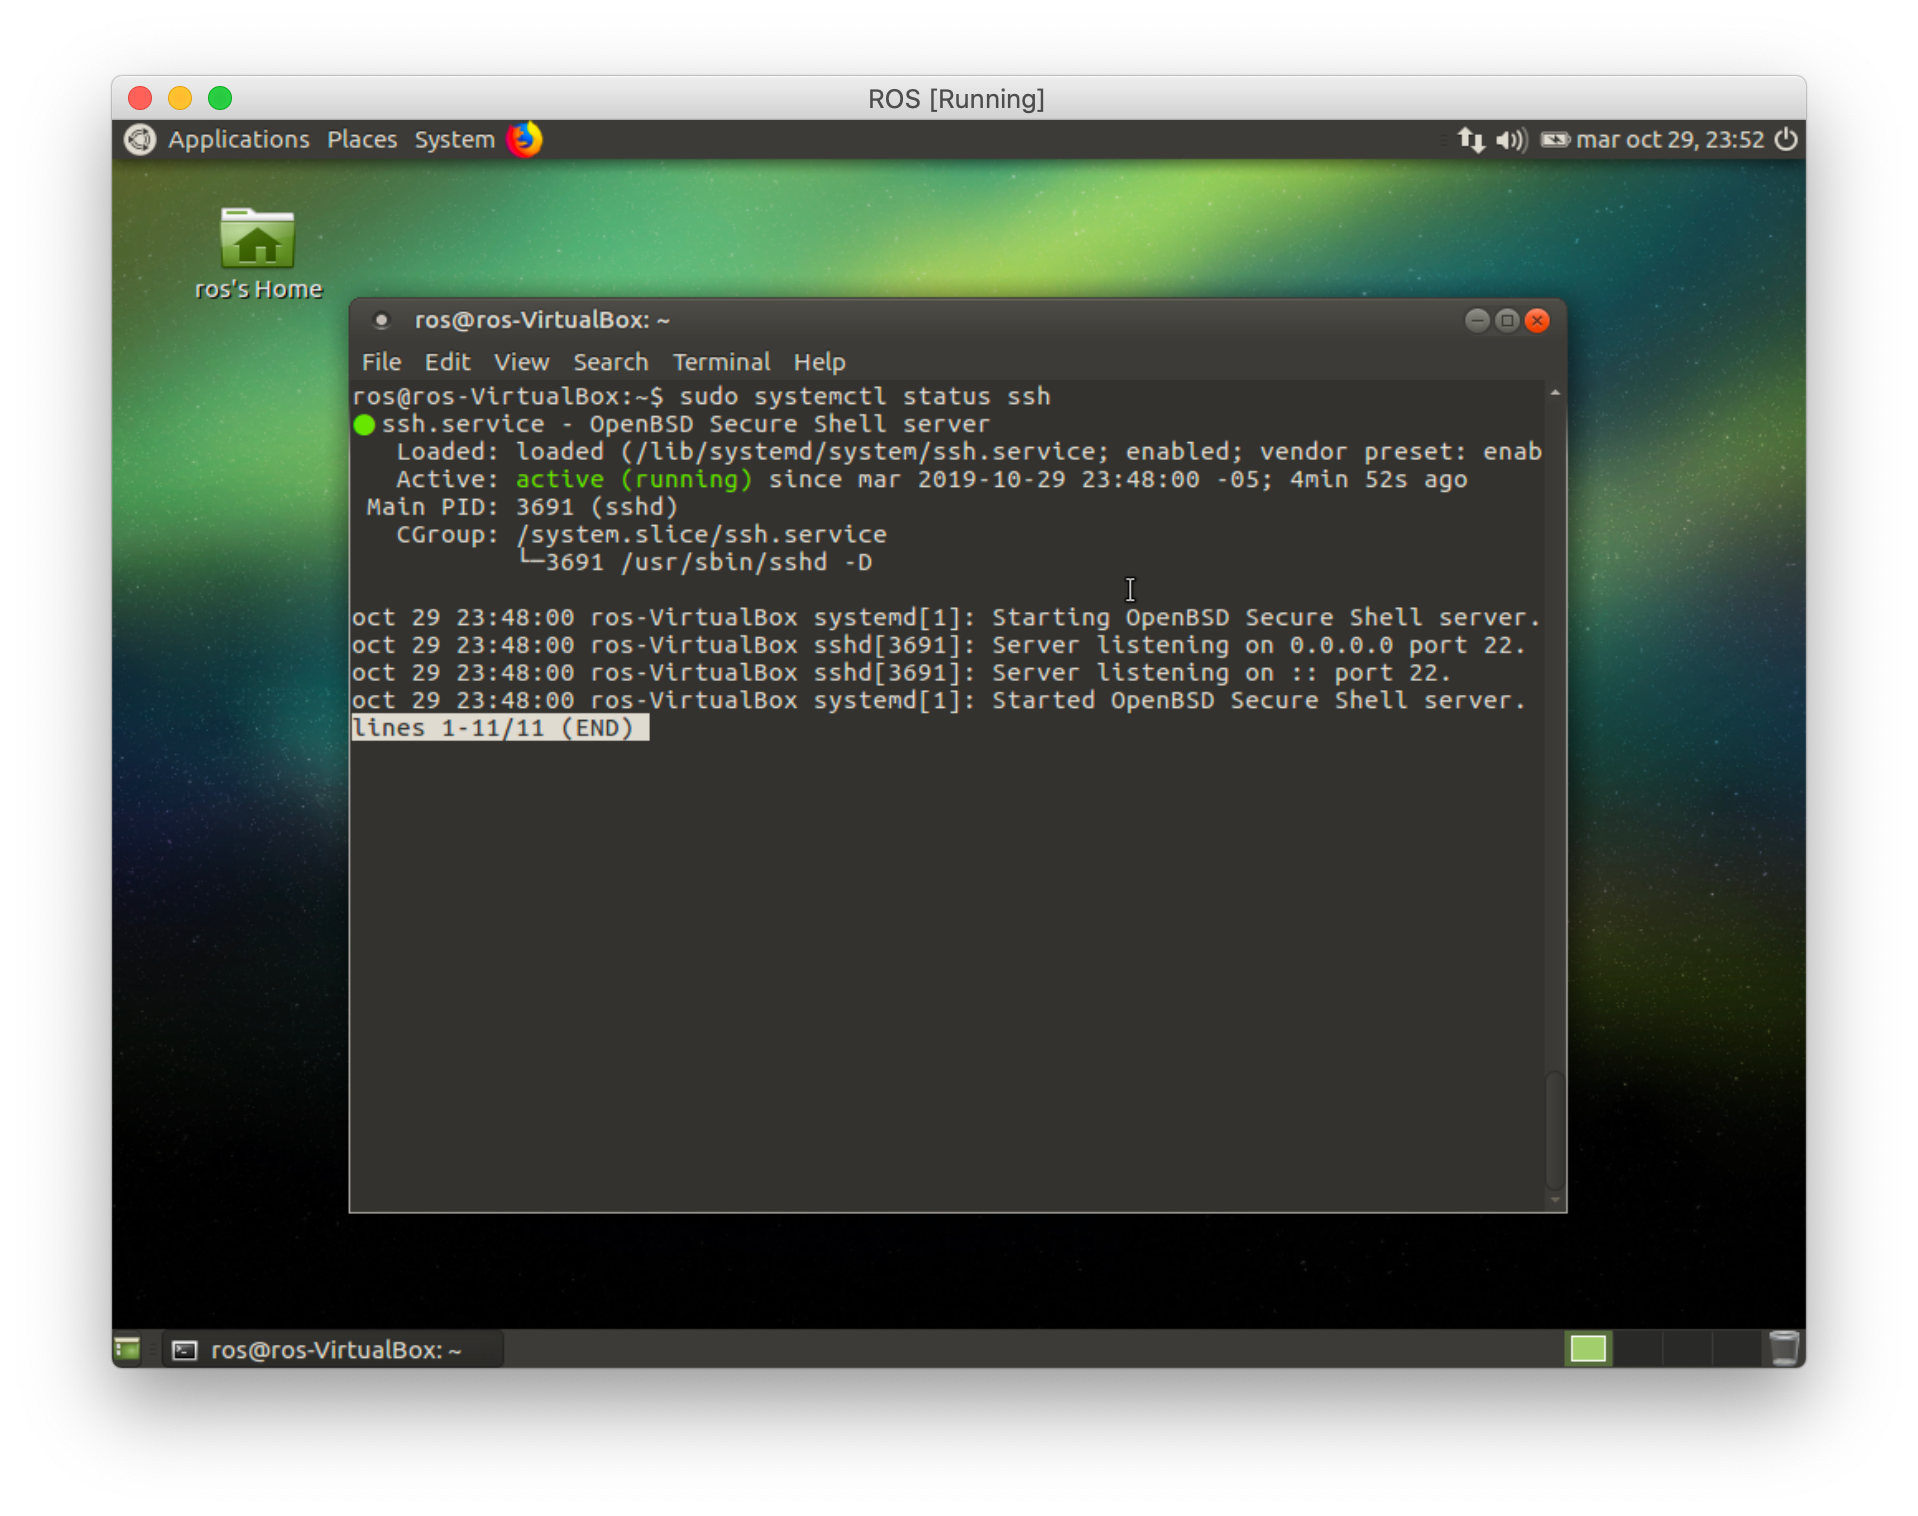 ROS [Running]
Applications Places System mar oct 29, 23:52
ros's Home
ros@ros-VirtualBox: ~
File Edit View Search Terminal Help
ros@ros-VirtualBox:~$ sudo systemctl status ssh
● ssh.service - OpenBSD Secure Shell server
   Loaded: loaded (/lib/systemd/system/ssh.service; enabled; vendor preset: enab
   Active: active (running) since mar 2019-10-29 23:48:00 -05; 4min 52s ago
 Main PID: 3691 (sshd)
   CGroup: /system.slice/ssh.service
           └─3691 /usr/sbin/sshd -D
oct 29 23:48:00 ros-VirtualBox systemd[1]: Starting OpenBSD Secure Shell server.
oct 29 23:48:00 ros-VirtualBox sshd[3691]: Server listening on 0.0.0.0 port 22.
oct 29 23:48:00 ros-VirtualBox sshd[3691]: Server listening on :: port 22.
oct 29 23:48:00 ros-VirtualBox systemd[1]: Started OpenBSD Secure Shell server.
lines 1-11/11 (END)
ros@ros-VirtualBox: ~